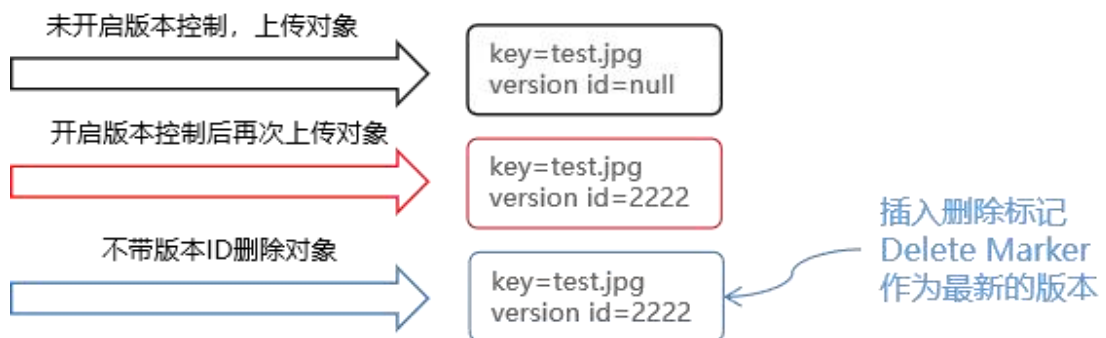 未开启版本控制，上传对象
key=test.jpg
version id=null
开启版本控制后再次上传对象
key=test.jpg
version id=2222
不带版本ID删除对象
key=test.jpg
version id=2222
插入删除标记
Delete Marker
作为最新的版本